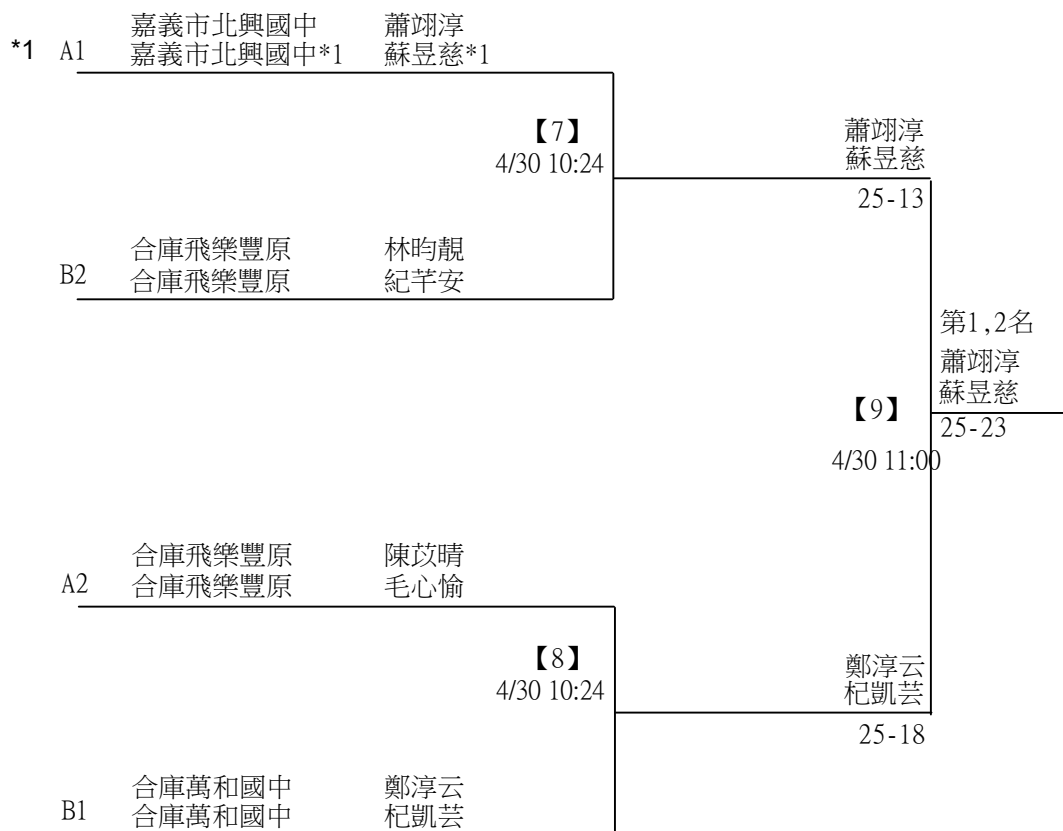 嘉義市北興國中 蕭翊淳
*1 A1 嘉義市北興國中*1 蘇昱慈*1
【7】
4/30 10:24
蕭翊淳
蘇昱慈
25-13
合庫飛樂豐原 林昀靚
B2 合庫飛樂豐原 紀芊安
第1,2名
蕭翊淳
蘇昱慈
【9】
25-23
4/30 11:00
合庫飛樂豐原 陳苡晴
A2 合庫飛樂豐原 毛心愉
【8】
4/30 10:24
鄭淳云
杞凱芸
25-18
合庫萬和國中 鄭淳云
B1 合庫萬和國中 杞凱芸